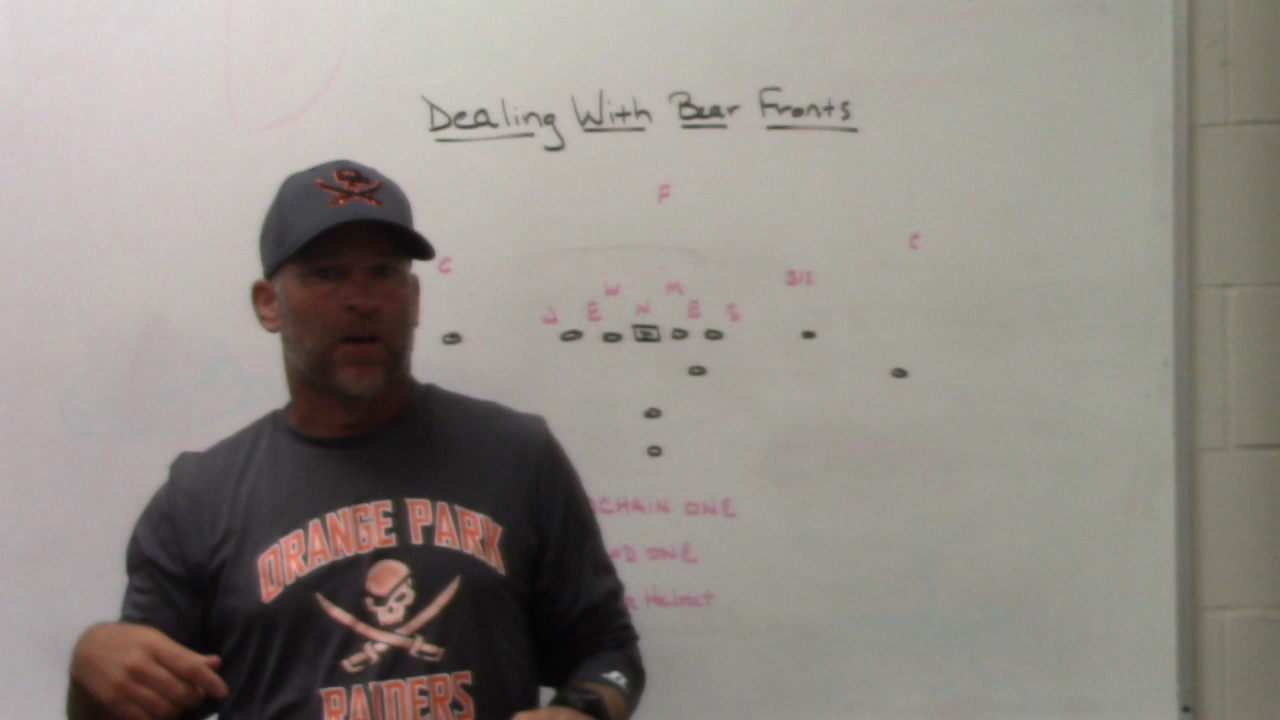 Dealing With Bear Fronts
F
C
C
W M S/S
J E N E S
CHAIN ONE
ONE
Helmet
ORANGE PARK
RAIDERS